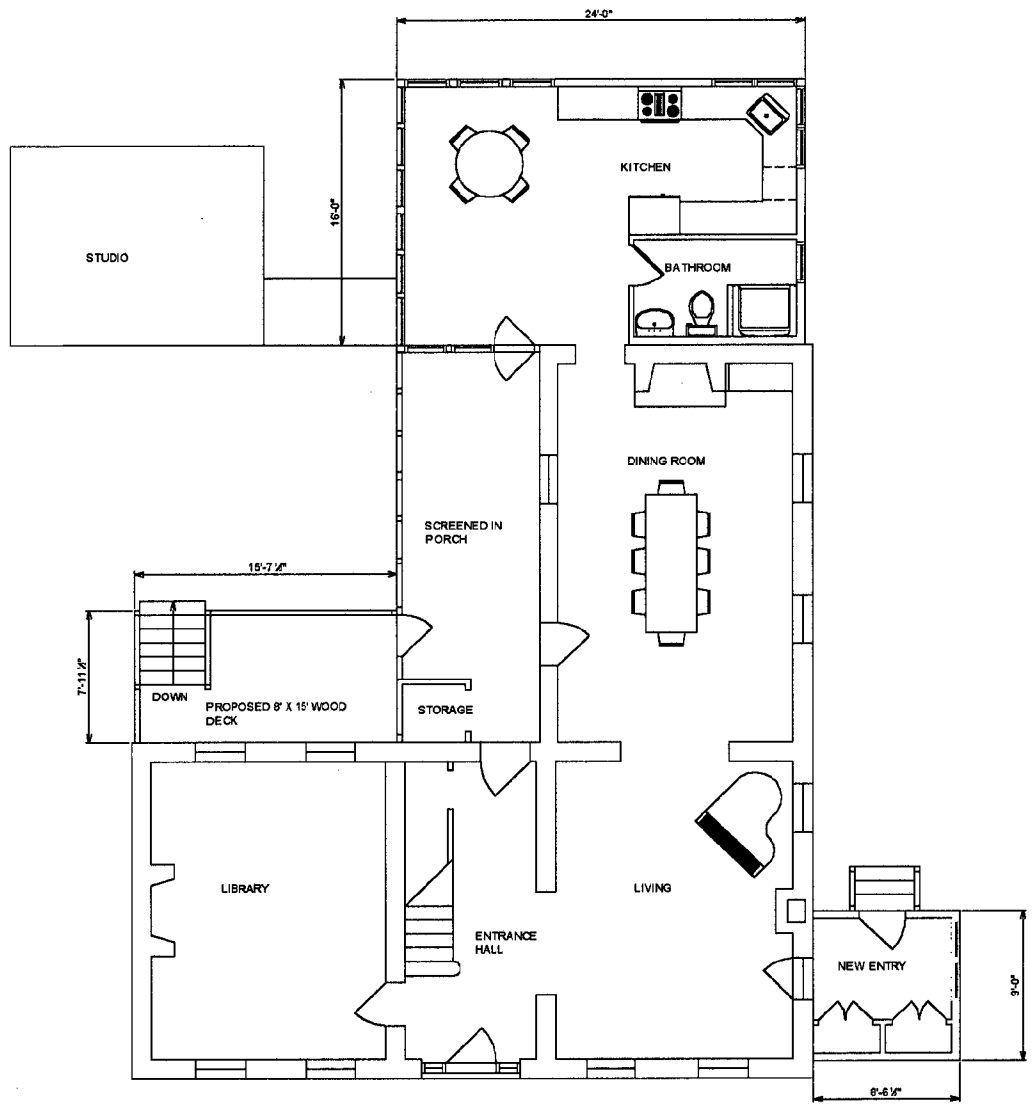 24'-0"
16'-0"
KITCHEN
STUDIO
BATHROOM
DINING ROOM
SCREENED IN
PORCH
15'-7 ½"
7'-11 ½"
DOWN
PROPOSED 8' X 15' WOOD
DECK
STORAGE
LIBRARY
LIVING
ENTRANCE
HALL
NEW ENTRY
9'-0"
8'-6 ½"